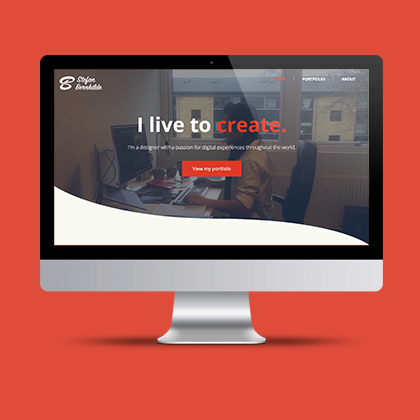 Stefan
Bornhilde
HOME
PORTFOLIO
ABOUT
I live to create.
I'm a designer with a passion for digital experiences throughout the world.
View my portfolio